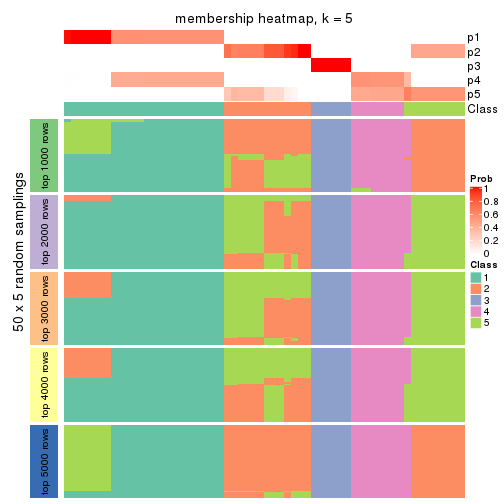 membership heatmap, k = 5
p1
p2
p3
p4
p5
Class
50 x 5 random samplings
top 1000 rows
top 2000 rows
top 3000 rows
top 4000 rows
top 5000 rows
Prob
1
0.8
0.6
0.4
0.2
0
Class
1
2
3
4
5